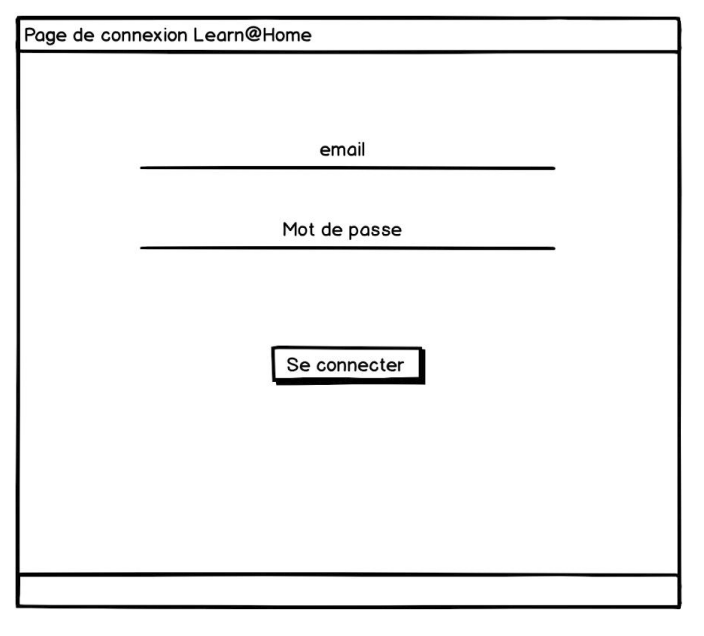 Page de connexion Learn@Home
email
Mot de passe
Se connecter